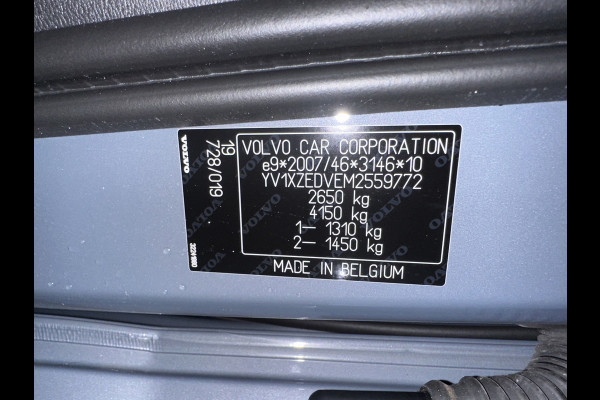 VOLVO
19
728/019
VOLVO CAR CORPORATION
e9*2007/46*3146*10
YV1XZEDVEM2559772
2650 kg
4150 kg
1— 1310 kg
2— 1450 kg
MADE IN BELGIUM